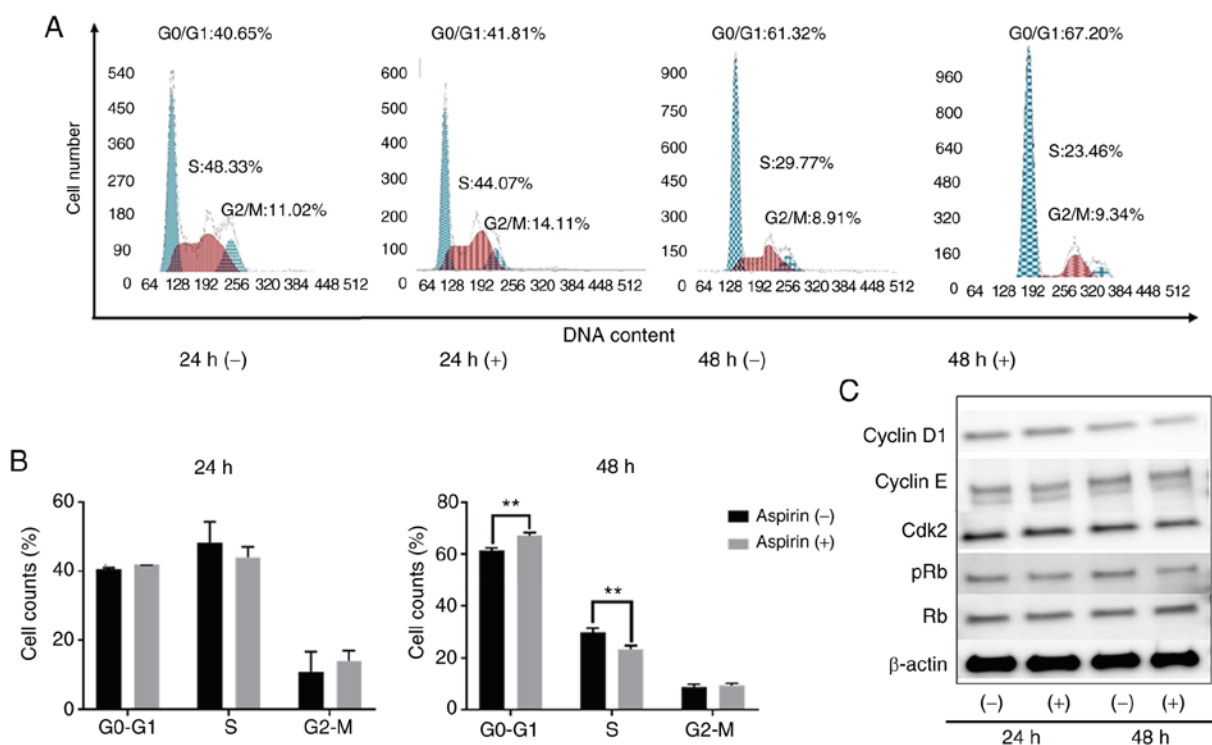 A
G0/G1:40.65%
G0/G1:41.81%
G0/G1:61.32%
G0/G1:67.20%
Cell number
540
450
360
270
180
90
0 64 128 192 256 320 384 448 512
S:48.33%
G2/M:11.02%
600
500
400
300
200
100
0 64 128 192 256 320 384 448 512
S:44.07%
G2/M:14.11%
900
750
600
450
300
150
0 64 128 192 256 320 384 448 512
S:29.77%
G2/M:8.91%
960
800
640
480
320
160
0 64 128 192 256 320 384 448 512
S:23.46%
G2/M:9.34%
DNA content
24 h (−)
24 h (+)
48 h (−)
48 h (+)
B
24 h
Cell counts (%)
60
40
20
0
G0-G1 S G2-M
48 h
Cell counts (%)
80
60
40
20
0
**
**
G0-G1 S G2-M
Aspirin (−)
Aspirin (+)
C
Cyclin D1
Cyclin E
Cdk2
pRb
Rb
β-actin
(−) (+) (−) (+)
24 h 48 h